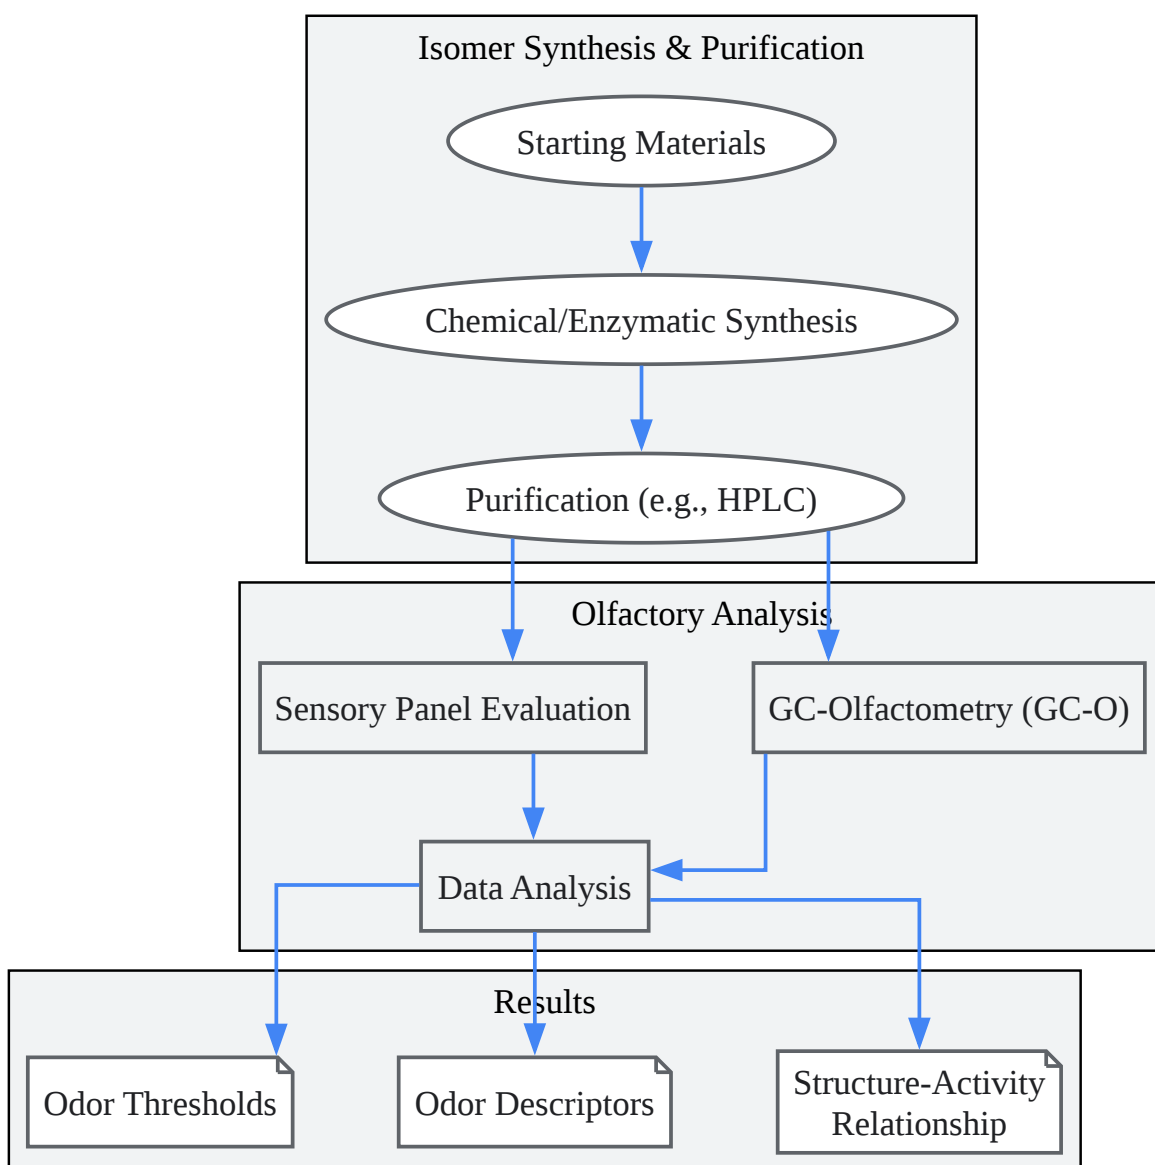 Isomer Synthesis & Purification
Starting Materials
Chemical/Enzymatic Synthesis
Purification (e.g., HPLC)
Olfactory Analysis
Sensory Panel Evaluation
GC-Olfactometry (GC-O)
Data Analysis
Results
Odor Thresholds
Odor Descriptors
Structure-Activity
Relationship